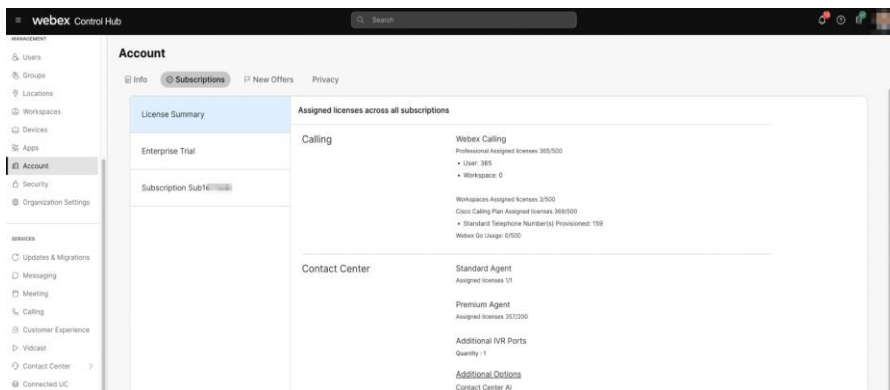 webex Control Hub
Search
MANAGEMENT
Users
Groups
Locations
Workspaces
Devices
Apps
Account
Security
Organization Settings
SERVICES
Updates & Migrations
Messaging
Meeting
Calling
Customer Experience
Vidcast
Contact Center
Connected UC
Account
Info
Subscriptions
New Offers
Privacy
License Summary
Enterprise Trial
Subscription Sub16
Assigned licenses across all subscriptions
Calling
Webex Calling
Professional Assigned licenses 365/500
• User: 365
• Workspace: 0
Workspaces Assigned licenses 3/500
Cisco Calling Plan Assigned licenses 369/500
• Standard Telephone Number(s) Provisioned: 159
Webex Go Usage: 0/500
Contact Center
Standard Agent
Assigned licenses 1/1
Premium Agent
Assigned licenses 357/200
Additional IVR Ports
Quantity : 1
Additional Options
Contact Center AI